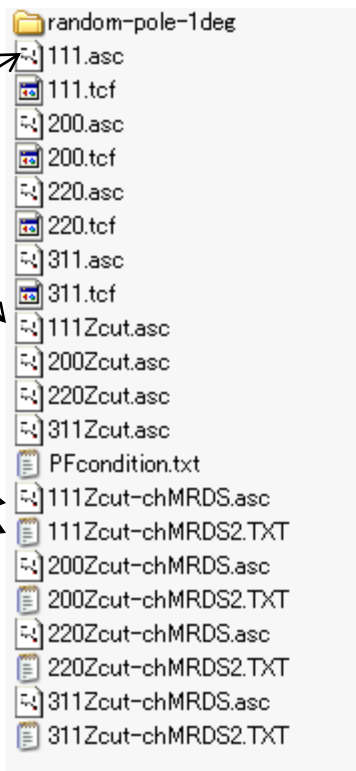 random-pole-1deg
111.asc
111.tcf
200.asc
200.tcf
220.asc
220.tcf
311.asc
311.tcf
111Zcut.asc
200Zcut.asc
220Zcut.asc
311Zcut.asc
PFcondition.txt
111Zcut-chMRDS.asc
111Zcut-chMRDS2.TXT
200Zcut-chMRDS.asc
200Zcut-chMRDS2.TXT
220Zcut-chMRDS.asc
220Zcut-chMRDS2.TXT
311Zcut-chMRDS.asc
311Zcut-chMRDS2.TXT